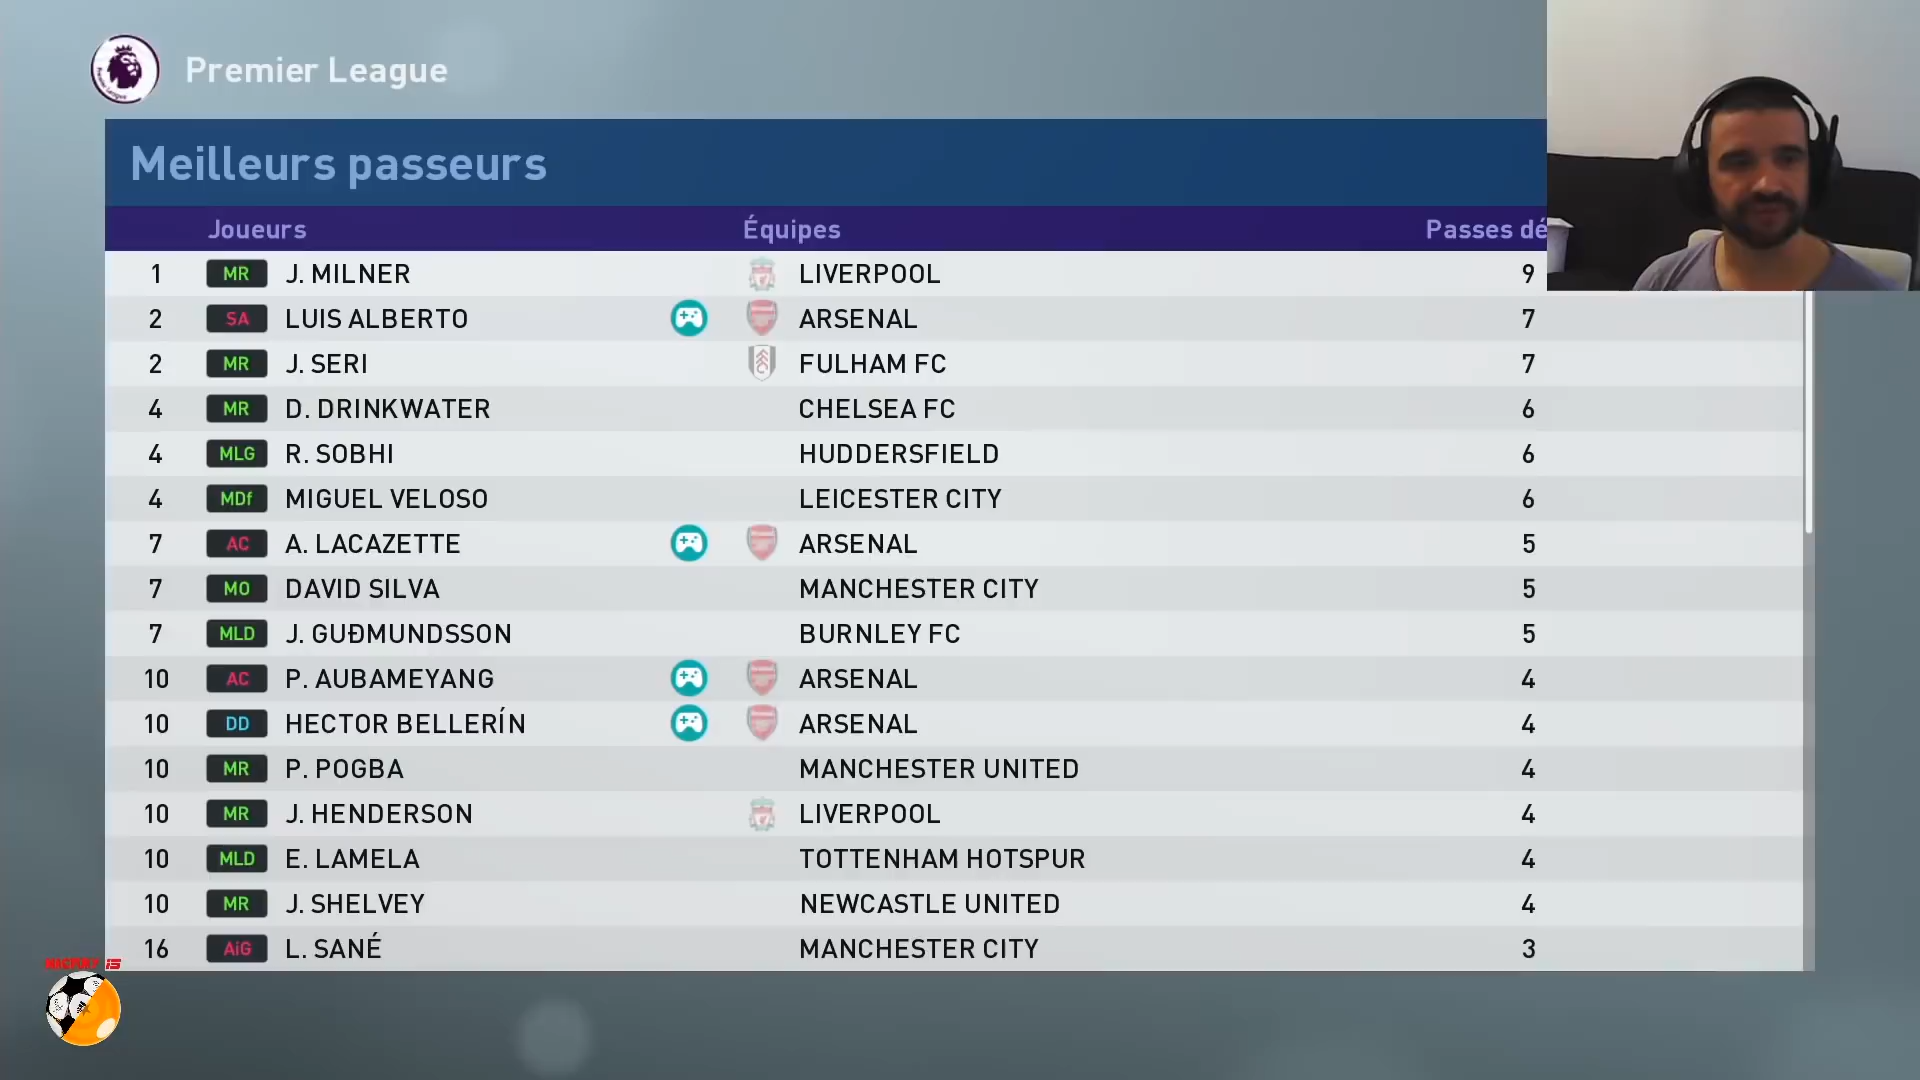 Premier League
Meilleurs passeurs
Joueurs Équipes Passes dé
1 MR J. MILNER LIVERPOOL 9
2 SA LUIS ALBERTO ARSENAL 7
2 MR J. SERI FULHAM FC 7
4 MR D. DRINKWATER CHELSEA FC 6
4 MLG R. SOBHI HUDDERSFIELD 6
4 MDf MIGUEL VELOSO LEICESTER CITY 6
7 AC A. LACAZETTE ARSENAL 5
7 MO DAVID SILVA MANCHESTER CITY 5
7 MLD J. GUÐMUNDSSON BURNLEY FC 5
10 AC P. AUBAMEYANG ARSENAL 4
10 DD HECTOR BELLERÍN ARSENAL 4
10 MR P. POGBA MANCHESTER UNITED 4
10 MR J. HENDERSON LIVERPOOL 4
10 MLD E. LAMELA TOTTENHAM HOTSPUR 4
10 MR J. SHELVEY NEWCASTLE UNITED 4
16 AiG L. SANÉ MANCHESTER CITY 3